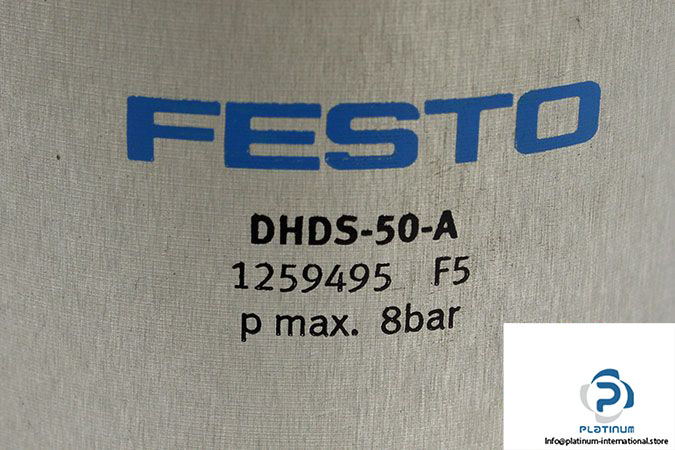 FESTO
DHDS-50-A
1259495 F5
p max. 8bar
PLATINUM
Info@platinum-international.store